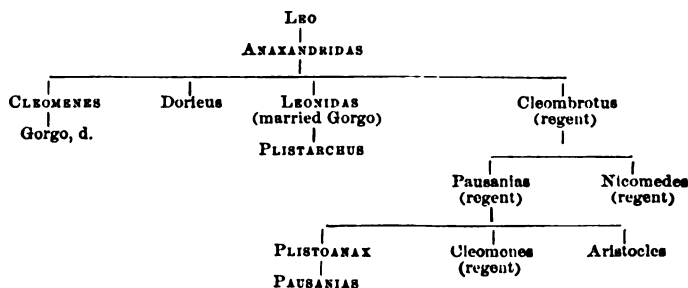 LEO
ANAXANDRIDAS
CLEOMENES Dorieus LEONIDAS Cleombrotus
(married Gorgo) (regent)
Gorgo, d.
PLISTARCHUS
Pausanias Nicomedes
(regent) (regent)
PLISTOANAX Cleomones Aristocles
(regent)
PAUSANIAS